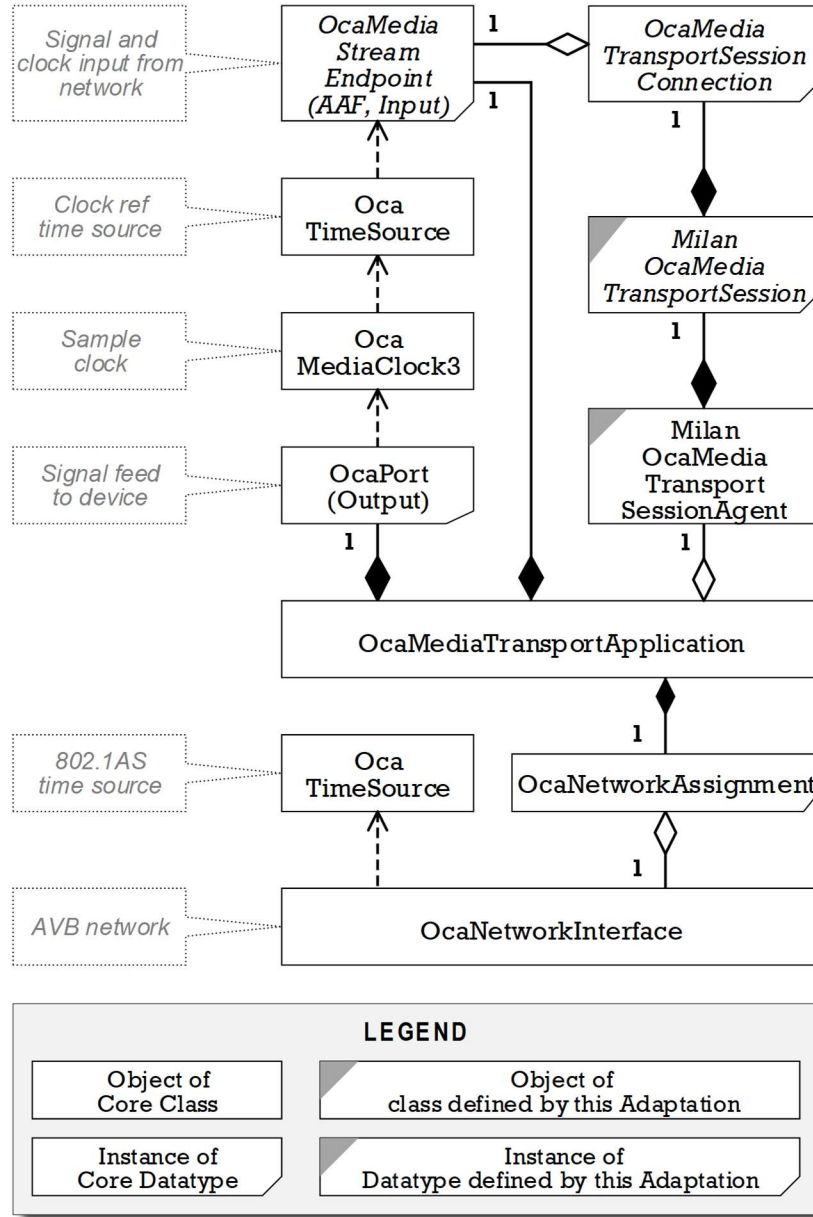 Signal and
clock input from
network
OcaMedia
Stream
Endpoint
(AAF, Input)
1
1
OcaMedia
TransportSession
Connection
1
Clock ref
time source
Oca
TimeSource
Milan
OcaMedia
TransportSession
1
Sample
clock
Oca
MediaClock3
Signal feed
to device
OcaPort
(Output)
1
Milan
OcaMedia
Transport
SessionAgent
1
OcaMediaTransportApplication
1
802.1AS
time source
Oca
TimeSource
OcaNetworkAssignment
1
AVB network
OcaNetworkInterface
LEGEND
Object of
Core Class
Object of
class defined by this Adaptation
Instance of
Core Datatype
Instance of
Datatype defined by this Adaptation